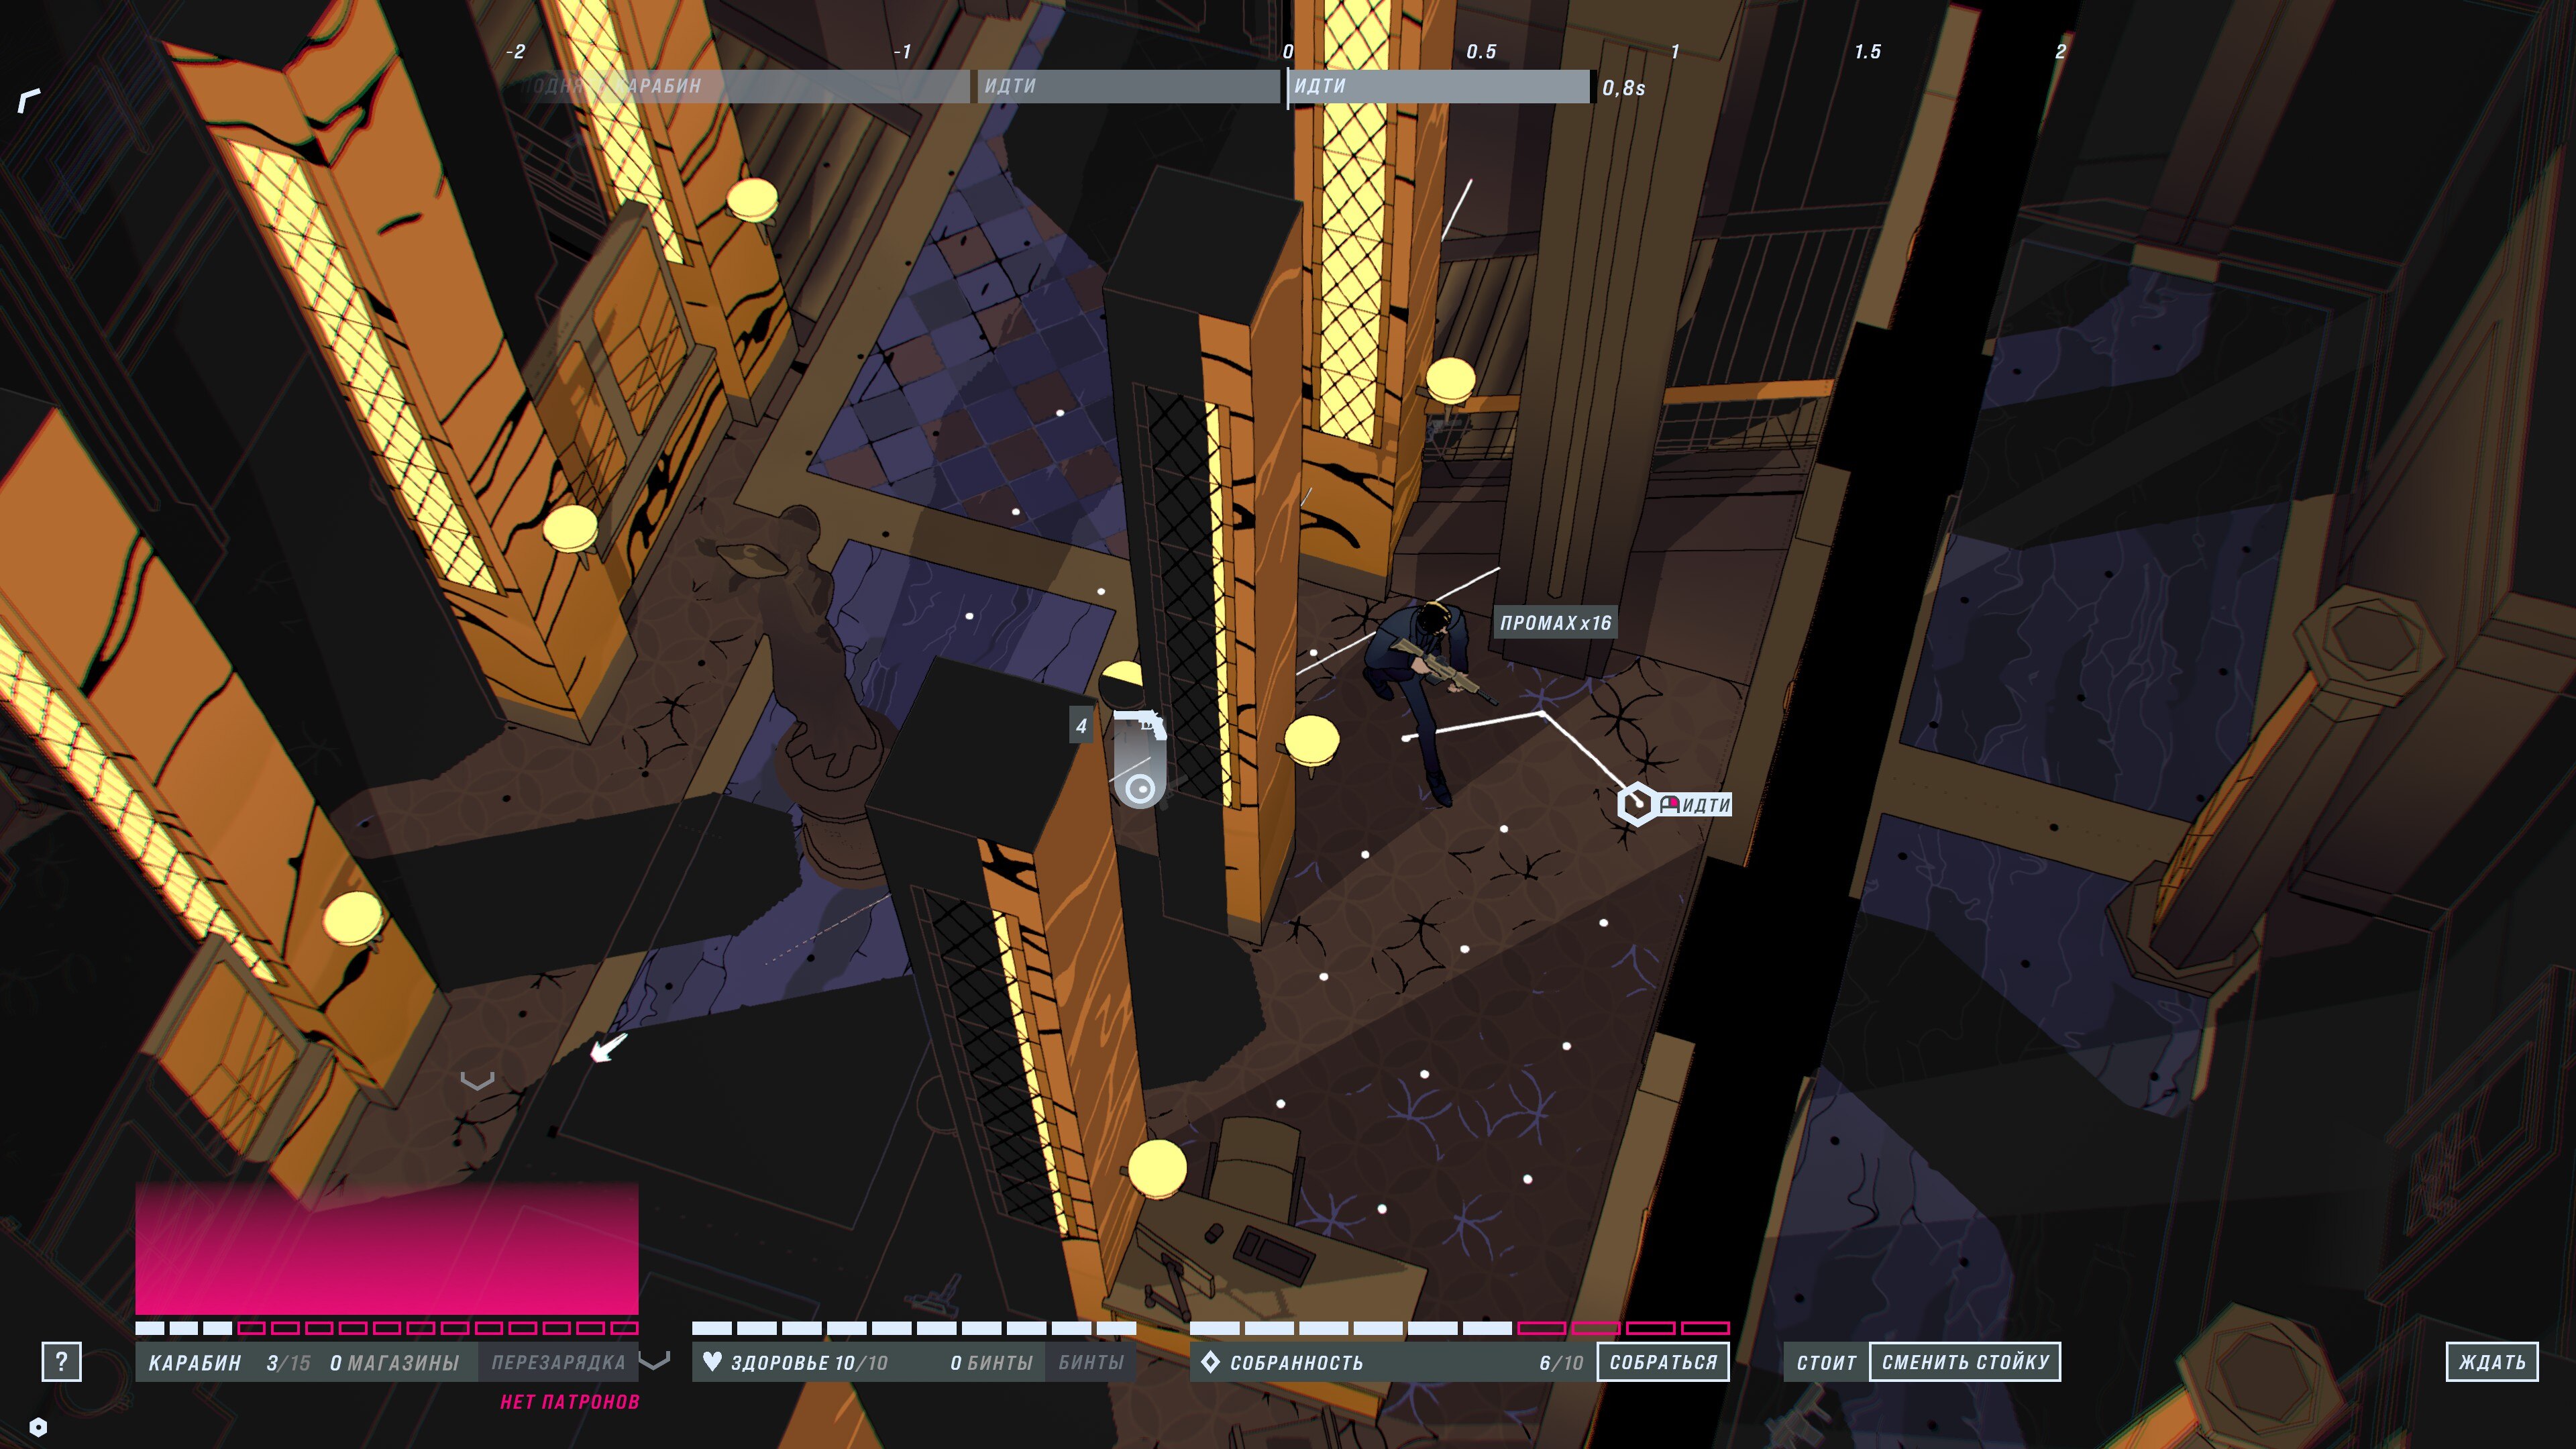 -2 -1 0 0.5 1 1.5 2
КАРАБИН ИДТИ ИДТИ 0,8s
ПРОМАХ x16
4
ИДТИ
? КАРАБИН 3/15 0 МАГАЗИНЫ ПЕРЕЗАРЯДКА ЗДОРОВЬЕ 10/10 0 БИНТЫ БИНТЫ СОБРАННОСТЬ 6/10 СОБРАТЬСЯ СТОИТ СМЕНИТЬ СТОЙКУ ЖДАТЬ
НЕТ ПАТРОНОВ